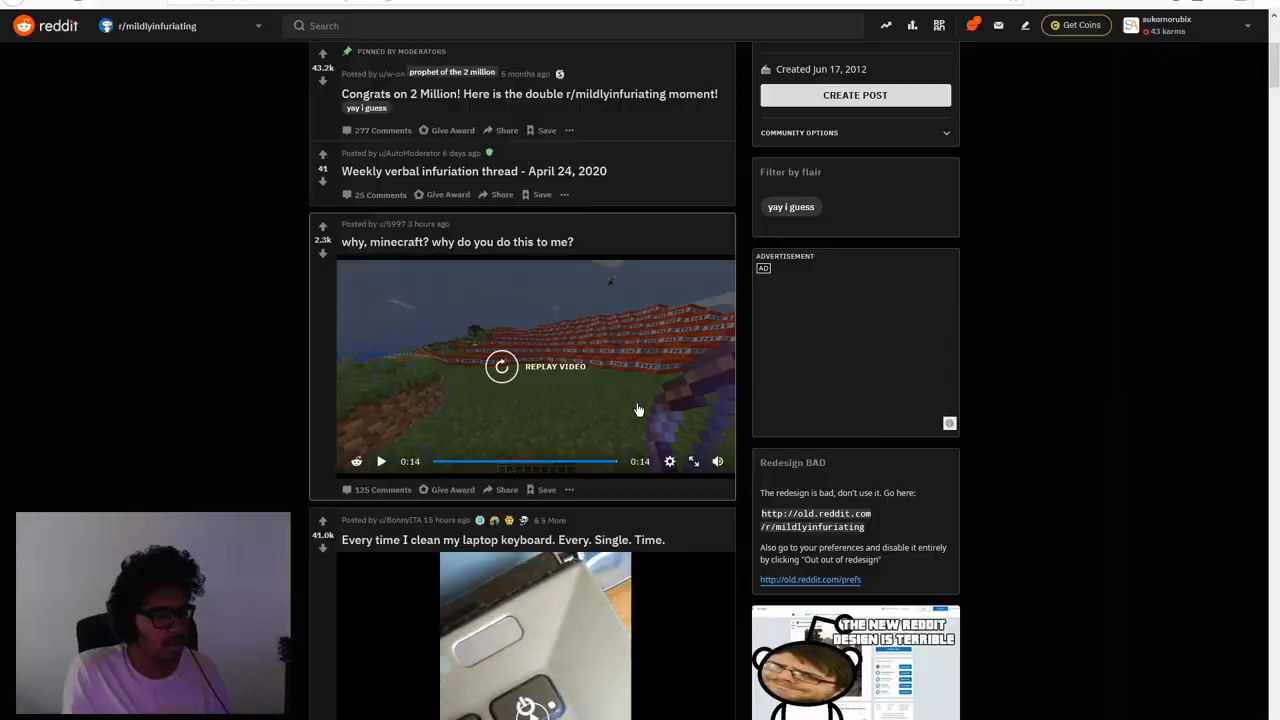 reddit
r/mildlyinfuriating
Search
Get Coins
sukornorubix
43 karma
PINNED BY MODERATORS
43.2k
Posted by u/w-on prophet of the 2 million 5 months ago
Congrats on 2 Million! Here is the double r/mildlyinfuriating moment!
yay i guess
277 Comments Give Award Share Save
Posted by u/AutoModerator 6 days ago
41
Weekly verbal infuriation thread - April 24, 2020
25 Comments Give Award Share Save
Posted by u/5997 3 hours ago
2.3k
why, minecraft? why do you do this to me?
REPLAY VIDEO
0:14 0:14
125 Comments Give Award Share Save
Posted by u/BonnyITA 15 hours ago & 5 More
41.0k
Every time I clean my laptop keyboard. Every. Single. Time.
Created Jun 17, 2012
CREATE POST
COMMUNITY OPTIONS
Filter by flair
yay i guess
ADVERTISEMENT
AD
Redesign BAD
The redesign is bad, don't use it. Go here:
http://old.reddit.com
/r/mildlyinfuriating
Also go to your preferences and disable it entirely
by clicking "Out out of redesign"
http://old.reddit.com/prefs
THE NEW REDDIT
DESIGN IS TERRIBLE